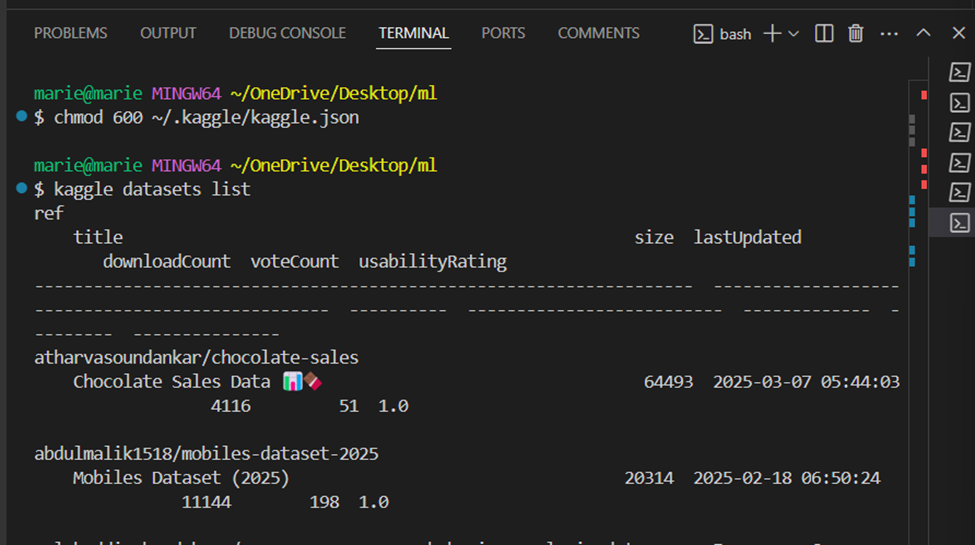 PROBLEMS OUTPUT DEBUG CONSOLE TERMINAL PORTS COMMENTS bash
marie@marie MINGW64 ~/OneDrive/Desktop/ml
$ chmod 600 ~/.kaggle/kaggle.json
marie@marie MINGW64 ~/OneDrive/Desktop/ml
$ kaggle datasets list
ref
title size lastUpdated
downloadCount voteCount usabilityRating
------------------------------------------------------------------- -------------------
------------------------------ ---------- -------------------------- ------------- -
-------- ---------------
atharvasoundankar/chocolate-sales
Chocolate Sales Data 📊🍫 64493 2025-03-07 05:44:03
4116 51 1.0
abdulmalik1518/mobiles-dataset-2025
Mobiles Dataset (2025) 20314 2025-02-18 06:50:24
11144 198 1.0